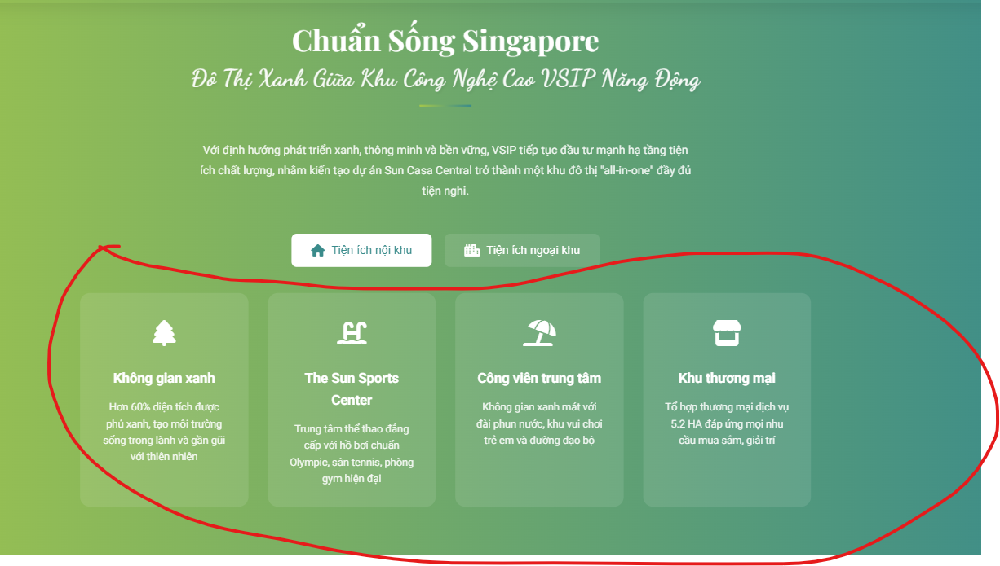 Chuẩn Sống Singapore
Đô Thị Xanh Giữa Khu Công Nghệ Cao VSIP Năng Động
Với định hướng phát triển xanh, thông minh và bền vững, VSIP tiếp tục đầu tư mạnh hạ tầng tiện
ích chất lượng, nhằm kiến tạo dự án Sun Casa Central trở thành một khu đô thị "all-in-one" đầy đủ
tiện nghi.
Tiện ích nội khu
Tiện ích ngoại khu
Không gian xanh
Hơn 60% diện tích được
phủ xanh, tạo môi trường
sống trong lành và gần gũi
với thiên nhiên
The Sun Sports
Center
Trung tâm thể thao đẳng
cấp với hồ bơi chuẩn
Olympic, sân tennis, phòng
gym hiện đại
Công viên trung tâm
Không gian xanh mát với
đài phun nước, khu vui chơi
trẻ em và đường dạo bộ
Khu thương mại
Tổ hợp thương mại dịch vụ
5.2 HA đáp ứng mọi nhu
cầu mua sắm, giải trí